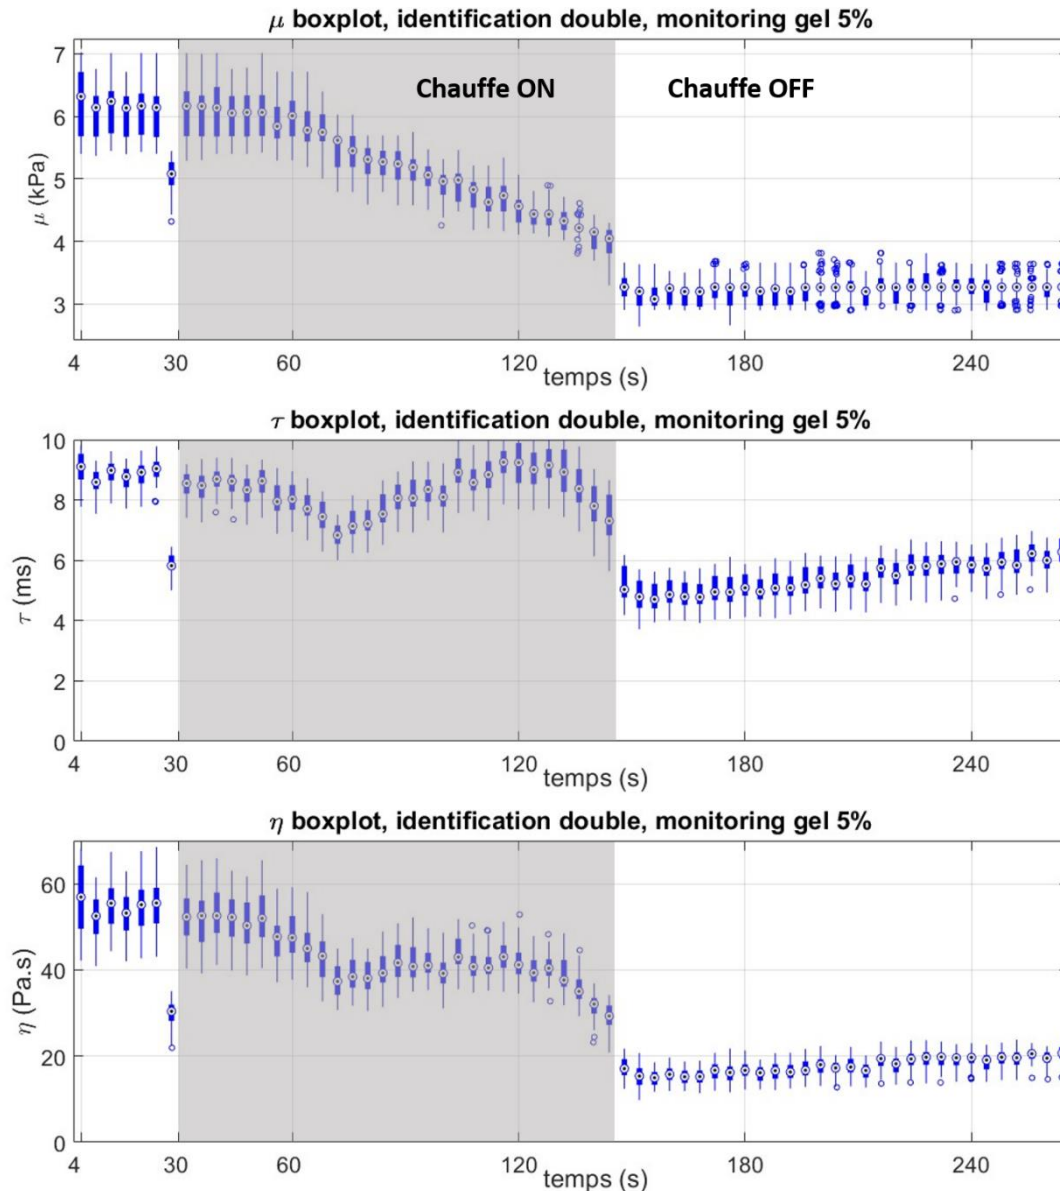 μ boxplot, identification double, monitoring gel 5%
7
6
5
4
3
μ (kPa)
Chauffe ON
Chauffe OFF
4 30 60 120 180 240
temps (s)
τ boxplot, identification double, monitoring gel 5%
10
8
6
4
2
0
τ (ms)
4 30 60 120 180 240
temps (s)
η boxplot, identification double, monitoring gel 5%
60
40
20
0
η (Pa.s)
4 30 60 120 180 240
temps (s)